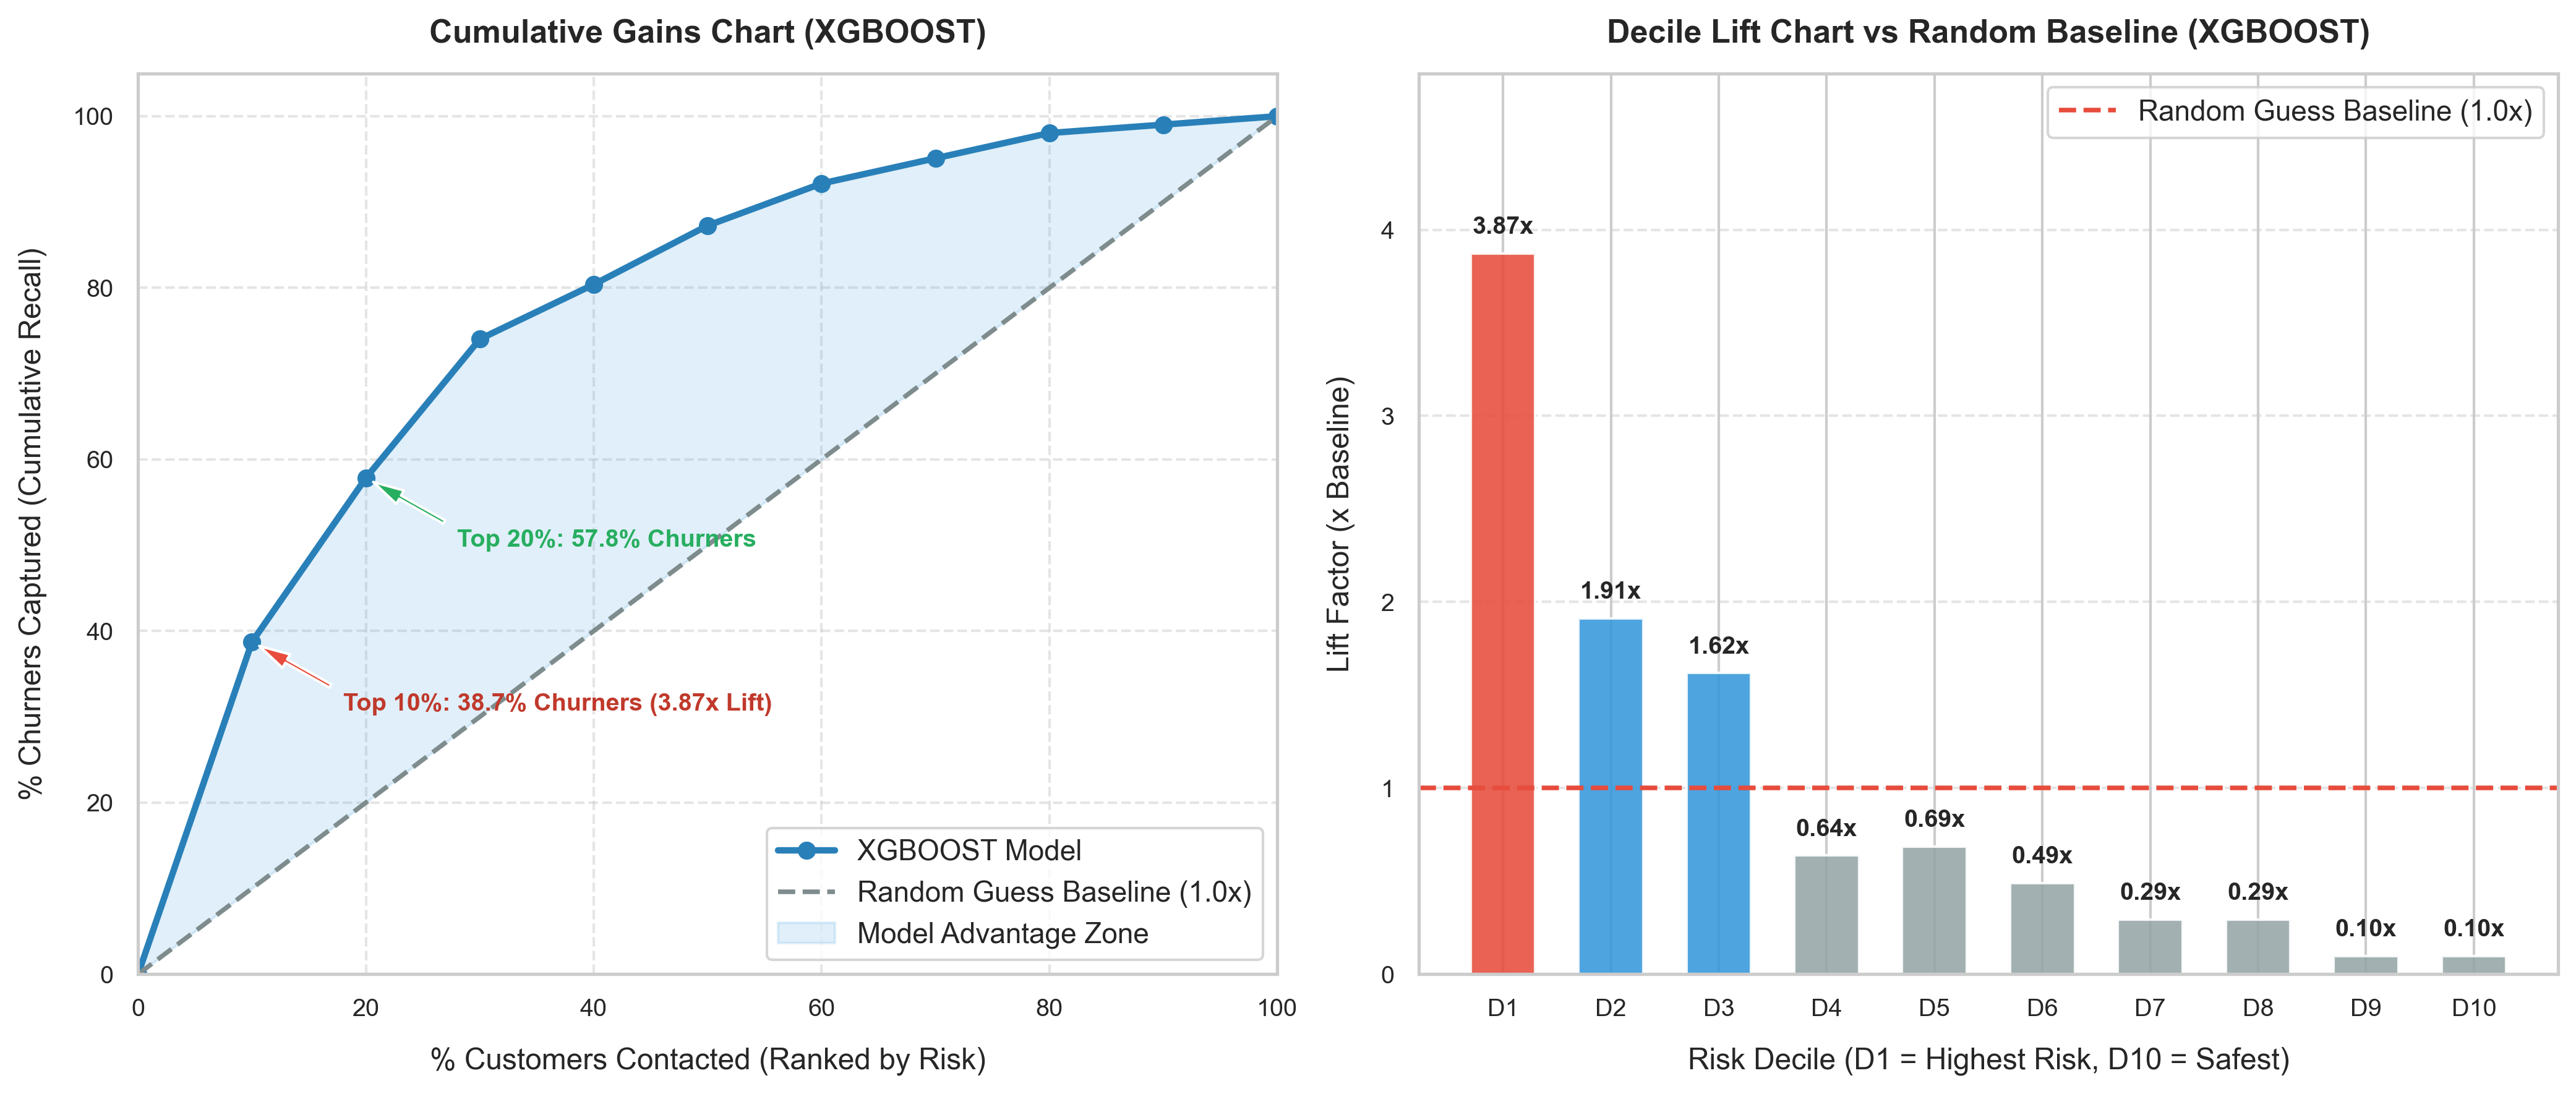 Cumulative Gains Chart (XGBOOST)
% Churners Captured (Cumulative Recall)
100
80
60
40
20
0
Top 20%: 57.8% Churners
Top 10%: 38.7% Churners (3.87x Lift)
XGBOOST Model
Random Guess Baseline (1.0x)
Model Advantage Zone
0 20 40 60 80 100
% Customers Contacted (Ranked by Risk)
Decile Lift Chart vs Random Baseline (XGBOOST)
Random Guess Baseline (1.0x)
Lift Factor (x Baseline)
4
3
2
1
0
3.87x
1.91x
1.62x
0.64x
0.69x
0.49x
0.29x
0.29x
0.10x
0.10x
D1 D2 D3 D4 D5 D6 D7 D8 D9 D10
Risk Decile (D1 = Highest Risk, D10 = Safest)